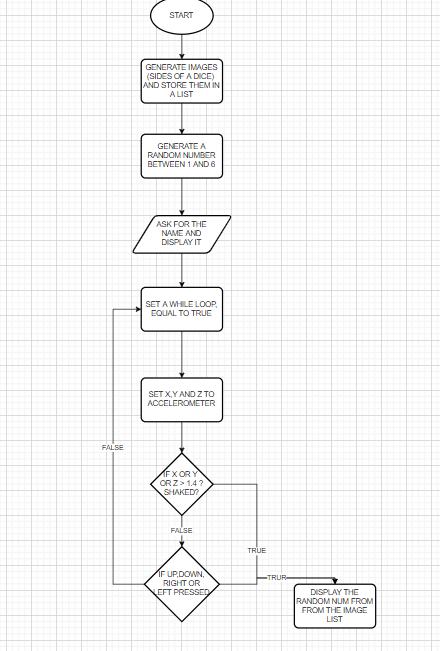 START
GENERATE IMAGES
(SIDES OF A DICE)
AND STORE THEM IN
A LIST
GENERATE A
RANDOM NUMBER
BETWEEN 1 AND 6
ASK FOR THE
NAME AND
DISPLAY IT
SET A WHILE LOOP,
EQUAL TO TRUE
SET X,Y AND Z TO
ACCELEROMETER
FALSE
IF X OR Y
OR Z > 1.4 ?
SHAKED?
FALSE
TRUE
IF UP,DOWN,
RIGHT OR
LEFT PRESSED
TRUR
DISPLAY THE
RANDOM NUM FROM
FROM THE IMAGE
LIST